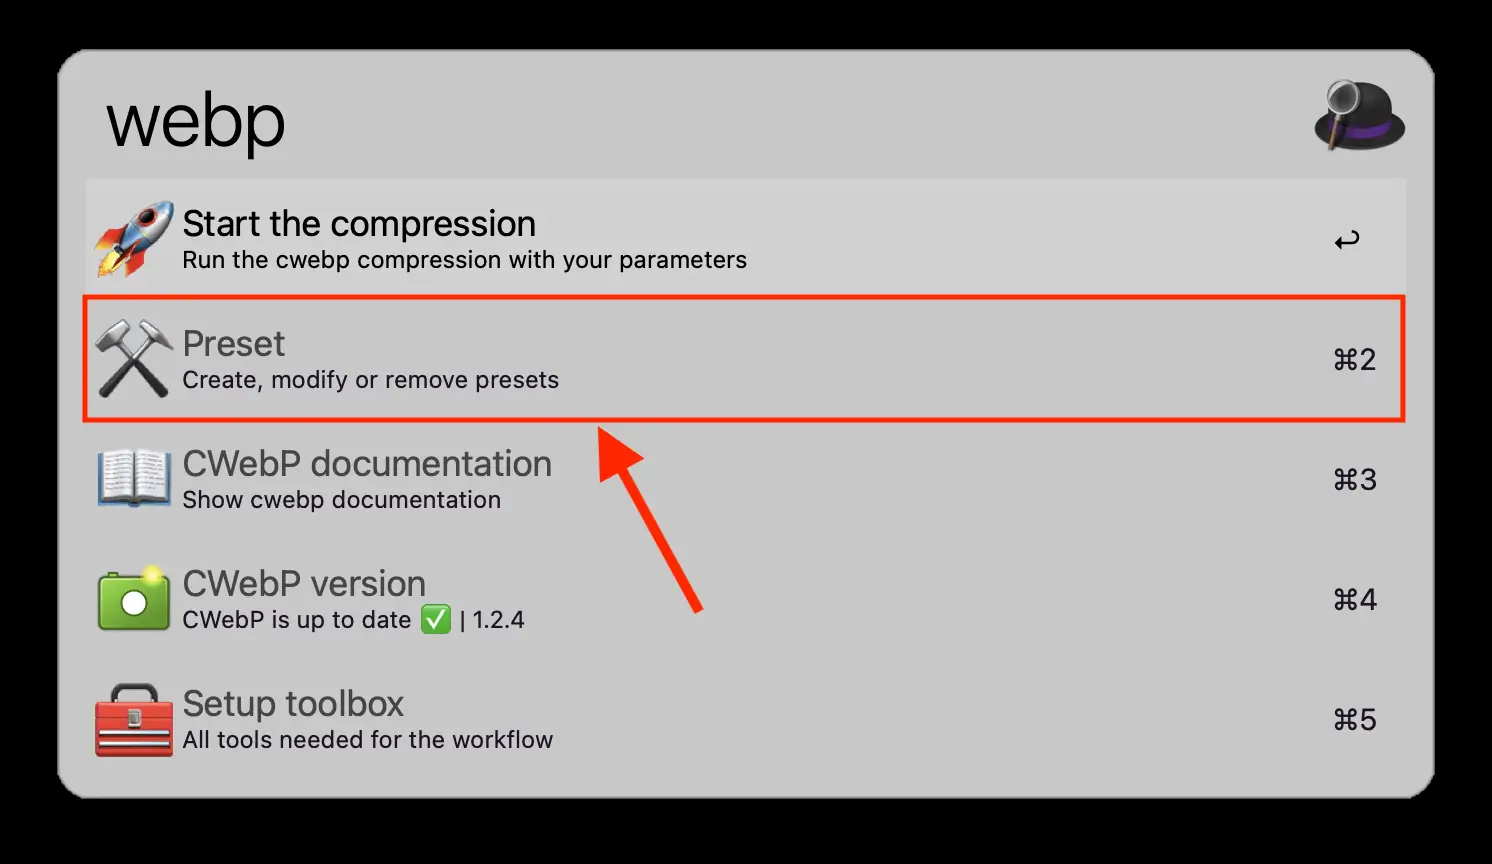 webp
Start the compression
Run the cwebp compression with your parameters
↩
Preset
Create, modify or remove presets
⌘2
CWebP documentation
Show cwebp documentation
⌘3
CWebP version
CWebP is up to date ✅ | 1.2.4
⌘4
Setup toolbox
All tools needed for the workflow
⌘5